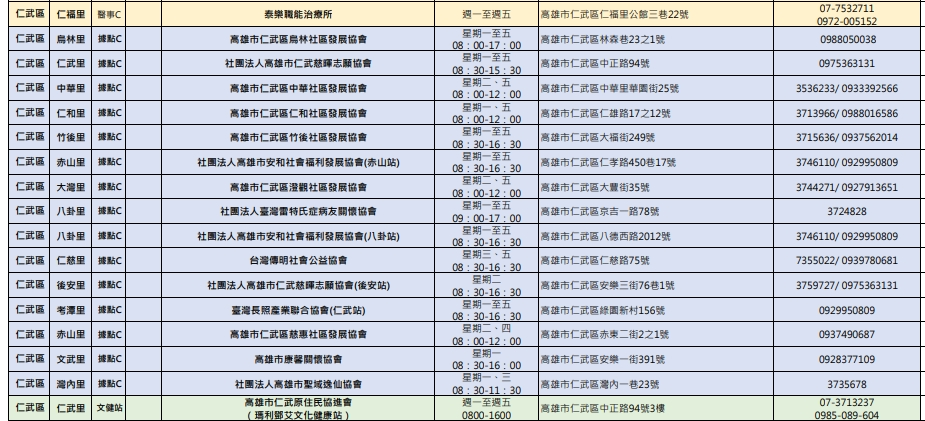 仁武區 仁福里 醫事C 泰樂職能治療所 週一至週五 高雄市仁武區仁福里公館三巷22號 07-7532711 0972-005152
仁武區 烏林里 據點C 高雄市仁武區烏林社區發展協會 星期一至五 08：00-17：00 高雄市仁武區林森巷23之1號 0988050038
仁武區 仁武里 據點C 社團法人高雄市仁武慈暉志願協會 星期一至五 08：30-15：30 高雄市仁武區中正路94號 0975363131
仁武區 中華里 據點C 高雄市仁武區中華社區發展協會 星期二、五 08：00-12：00 高雄市仁武區中華里華園街25號 3536233/ 0933392566
仁武區 仁和里 據點C 高雄市仁武區仁和社區發展協會 星期一、五 08：00-12：00 高雄市仁武區仁雄路17之12號 3713966/ 0988016586
仁武區 竹後里 據點C 高雄市仁武區竹後社區發展協會 星期一至五 08：30-16：30 高雄市仁武區大福街249號 3715636/ 0937562014
仁武區 赤山里 據點C 社團法人高雄市安和社會福利發展協會(赤山站) 星期一至五 08：30-16：30 高雄市仁武區仁孝路450巷17號 3746110/ 0929950809
仁武區 大灣里 據點C 高雄市仁武區澄觀社區發展協會 星期二、五 08：00-12：00 高雄市仁武區大豐街35號 3744271/ 0927913651
仁武區 八卦里 據點C 社團法人臺灣雷特氏症病友關懷協會 星期一至五 09：00-17：00 高雄市仁武區京吉一路78號 3724828
仁武區 八卦里 據點C 社團法人高雄市安和社會福利發展協會(八卦站) 星期一至五 08：30-16：30 高雄市仁武區八德西路2012號 3746110/ 0929950809
仁武區 仁慈里 據點C 台灣傳明社會公益協會 星期三、五 08：30-16：30 高雄市仁武區仁慈路75號 7355022/ 0939780681
仁武區 後安里 據點C 社團法人高雄市仁武慈暉志願協會(後安站) 星期二 08：30-16：30 高雄市仁武區安樂三街76巷1號 3759727/ 0975363131
仁武區 考潭里 據點C 臺灣長照產業聯合協會(仁武站) 星期一至五 08：30-16：30 高雄市仁武區綠園新村156號 0929950809
仁武區 赤山里 據點C 高雄市仁武區慈惠社區發展協會 星期二、四 08：00-12：00 高雄市仁武區赤東二街2之1號 0937490687
仁武區 文武里 據點C 高雄市康馨關懷協會 星期一 08：30-16：00 高雄市仁武區安樂一街391號 0928377109
仁武區 灣內里 據點C 社團法人高雄市聖域逸仙協會 星期一、三 08：30-11：30 高雄市仁武區灣內一巷23號 3735678
仁武區 仁武里 文健站 高雄市仁武原住民協進會 （瑪利鄧艾文化健康站） 週一至週五 0800-1600 高雄市仁武區中正路94號3樓 07-3713237 0985-089-604